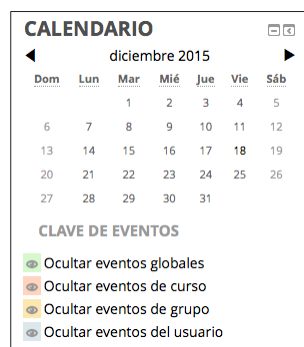 CALENDARIO
diciembre 2015
Dom Lun Mar Mié Jue Vie Sáb
1 2 3 4 5
6 7 8 9 10 11 12
13 14 15 16 17 18 19
20 21 22 23 24 25 26
27 28 29 30 31
CLAVE DE EVENTOS
Ocultar eventos globales
Ocultar eventos de curso
Ocultar eventos de grupo
Ocultar eventos del usuario